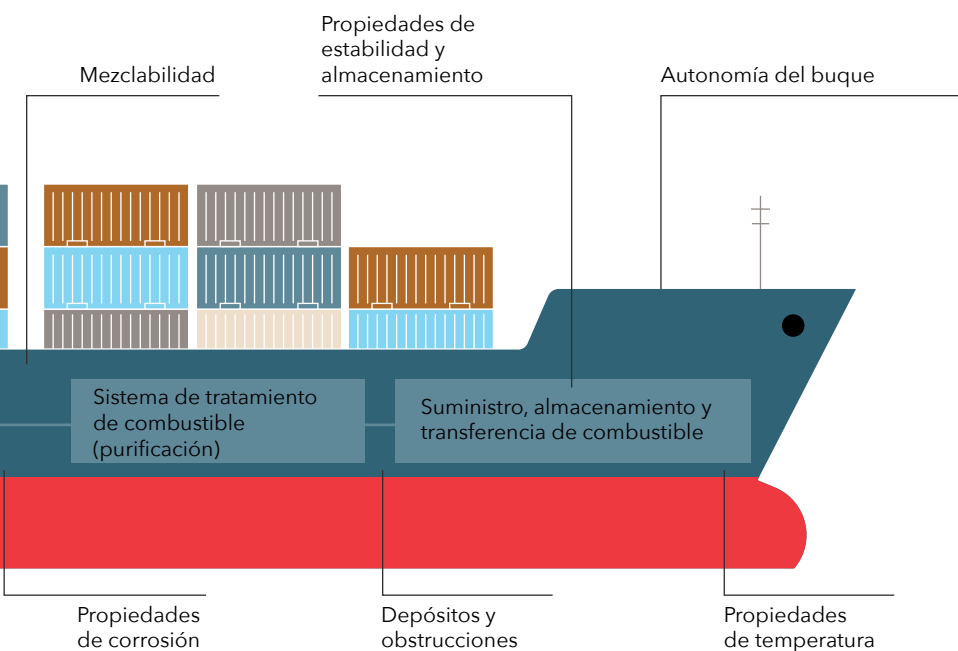 Mezclabilidad
Propiedades de
estabilidad y
almacenamiento
Autonomía del buque
Sistema de tratamiento
de combustible
(purificación)
Suministro, almacenamiento y
transferencia de combustible
Propiedades
de corrosión
Depósitos y
obstrucciones
Propiedades
de temperatura